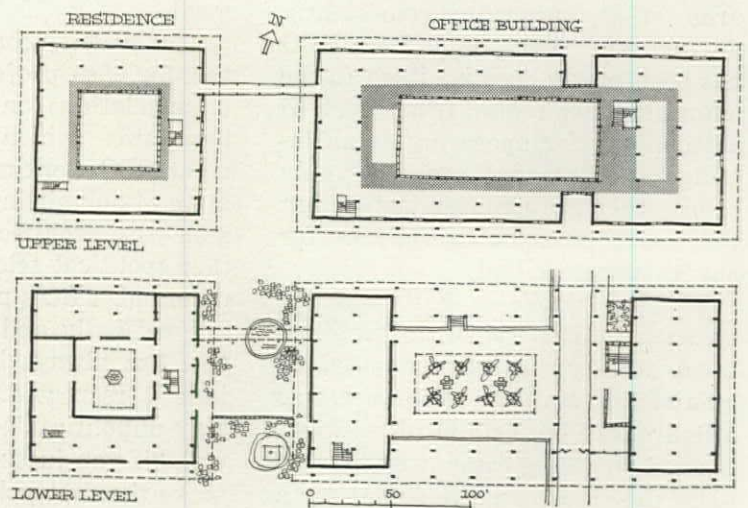 RESIDENCE
N
OFFICE BUILDING
UPPER LEVEL
LOWER LEVEL
0 50 100'